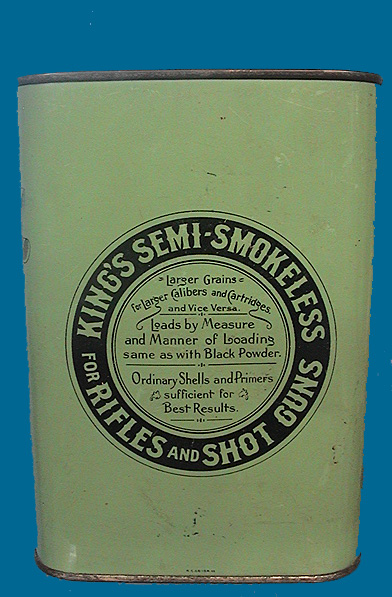 KING'S SEMI-SMOKELESS
Larger Grains
for Larger Calibers and Cartridges,
and Vice Versa.
Loads by Measure
and Manner of Loading
same as with Black Powder.
Ordinary Shells and Primers
sufficient for
Best Results.
FOR RIFLES AND SHOT GUNS